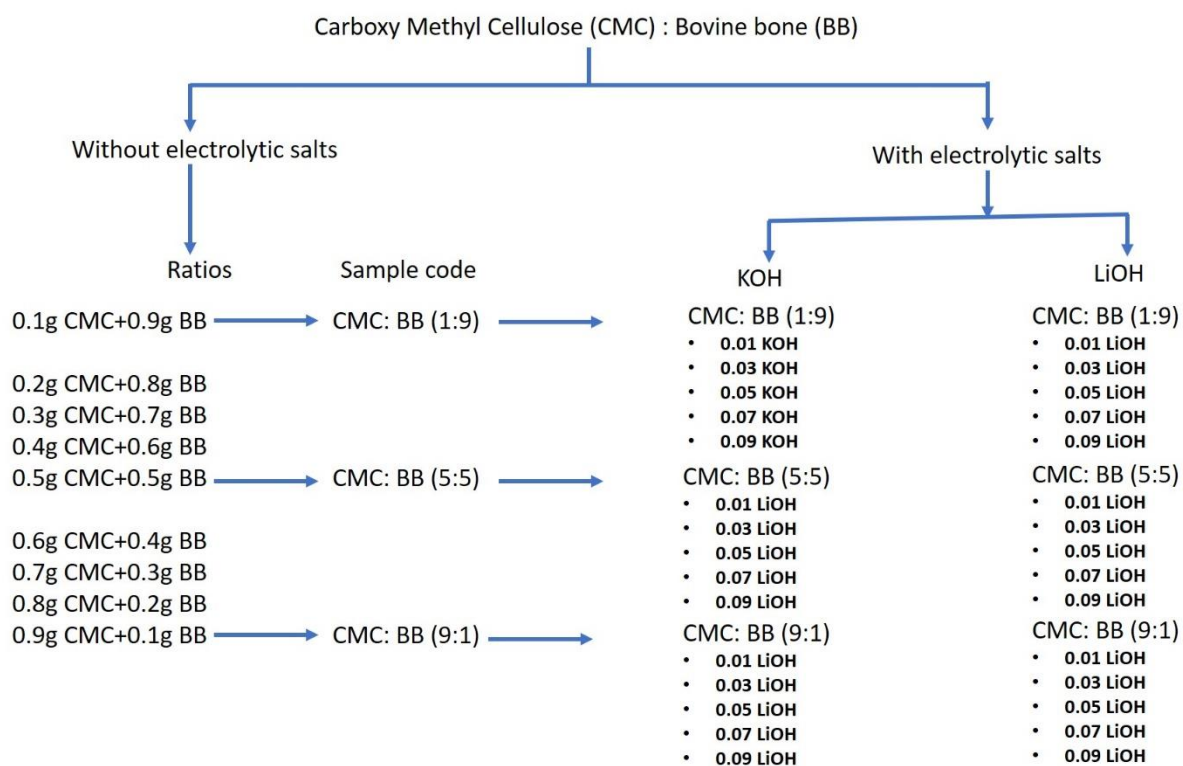 Carboxy Methyl Cellulose (CMC) : Bovine bone (BB)
Without electrolytic salts
With electrolytic salts
Ratios
Sample code
KOH
LiOH
0.1g CMC+0.9g BB
CMC: BB (1:9)
0.2g CMC+0.8g BB
0.3g CMC+0.7g BB
0.4g CMC+0.6g BB
0.5g CMC+0.5g BB
CMC: BB (5:5)
0.6g CMC+0.4g BB
0.7g CMC+0.3g BB
0.8g CMC+0.2g BB
0.9g CMC+0.1g BB
CMC: BB (9:1)
CMC: BB (1:9)
• 0.01 KOH
• 0.03 KOH
• 0.05 KOH
• 0.07 KOH
• 0.09 KOH
CMC: BB (5:5)
• 0.01 LiOH
• 0.03 LiOH
• 0.05 LiOH
• 0.07 LiOH
• 0.09 LiOH
CMC: BB (9:1)
• 0.01 LiOH
• 0.03 LiOH
• 0.05 LiOH
• 0.07 LiOH
• 0.09 LiOH
CMC: BB (1:9)
• 0.01 LiOH
• 0.03 LiOH
• 0.05 LiOH
• 0.07 LiOH
• 0.09 LiOH
CMC: BB (5:5)
• 0.01 LiOH
• 0.03 LiOH
• 0.05 LiOH
• 0.07 LiOH
• 0.09 LiOH
CMC: BB (9:1)
• 0.01 LiOH
• 0.03 LiOH
• 0.05 LiOH
• 0.07 LiOH
• 0.09 LiOH